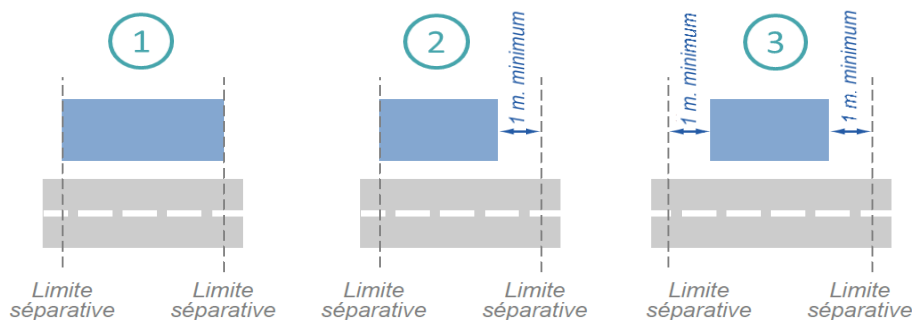 1
2
3
1 m. minimum
1 m. minimum
1 m. minimum
Limite
séparative
Limite
séparative
Limite
séparative
Limite
séparative
Limite
séparative
Limite
séparative